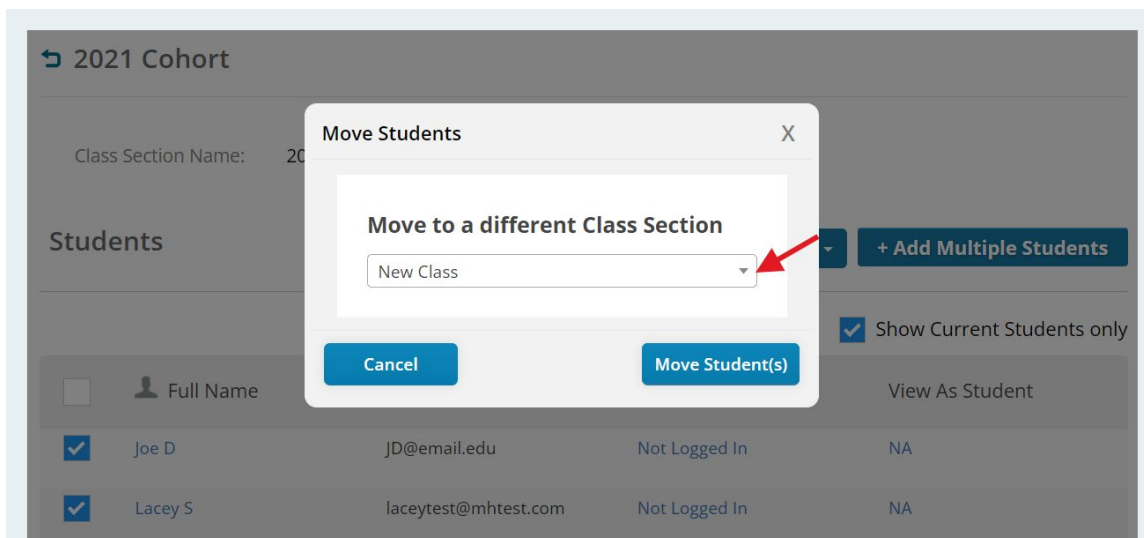 2021 Cohort
Move Students X
Class Section Name: 20
Move to a different Class Section
New Class
Students
+ Add Multiple Students
Show Current Students only
Cancel Move Student(s)
Full Name View As Student
Joe D JD@email.edu Not Logged In NA
Lacey S laceytest@mhtest.com Not Logged In NA